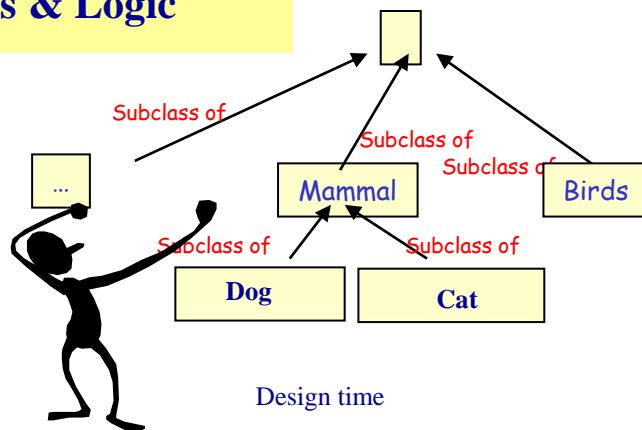 s & Logic
Subclass of
Subclass of
Subclass of
...
Mammal
Birds
Subclass of
Subclass of
Dog
Cat
Design time